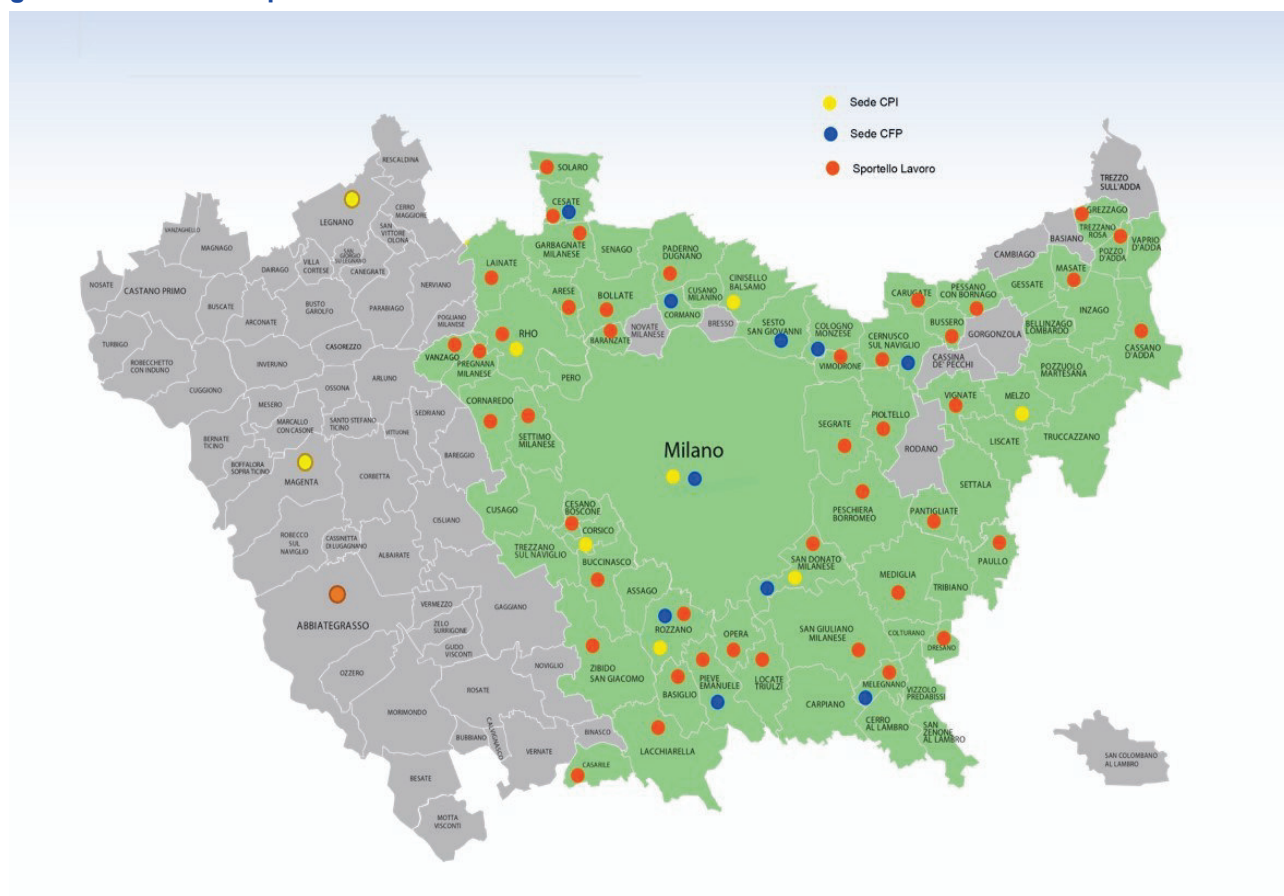 Sede CPI
Sede CFP
Sportello Lavoro
RESCALDINA
LEGNANO
CERRO
MAGGIORE
SAN
VITTORE
OLONA
VANZAGHELLO
MAGNAGO
DAIRAGO
VILLA
CORTESE
SAN
GIORGIO
SU LEGNANO
CANEGRATE
NOSATE
CASTANO PRIMO
BUSCATE
ARCONATE
BUSTO
GAROLFO
PARABIAGO
NERVIANO
POGLIANO
MILANESE
TURBIGO
ROBECCHETTO
CON INDUNO
CUGGIONO
INVERUNO
CASOREZZO
OSSONA
ARLUNO
MESERO
MARCALLO
CON CASONE
SANTO STEFANO
TICINO
VITTUONE
SEDRIANO
BAREGGIO
BERNATE
TICINO
BOFFALORA
SOPRA TICINO
MAGENTA
CORBETTA
ROBECCO
SUL
NAVIGLIO
CASSINETTA
DI LUGAGNANO
ALBAIRATE
CISLIANO
ABBIATEGRASSO
VERMEZZO
ZELO
SURRIGONE
GUDO
VISCONTI
GAGGIANO
OZZERO
NOVIGLIO
ROSATE
MORIMONDO
BUBBIANO
CALVIGNASCO
VERNATE
BINASCO
BESATE
MOTTA
VISCONTI
SOLARO
CESATE
GARBAGNATE
MILANESE
SENAGO
PADERNO
DUGNANO
LAINATE
ARESE
BOLLATE
CUSANO
MILANINO
CINISELLO
BALSAMO
CORMANO
BRESSO
NOVATE
MILANESE
BARANZATE
RHO
VANZAGO
PREGNANA
MILANESE
PERO
CORNAREDO
SETTIMO
MILANESE
SESTO
SAN GIOVANNI
COLOGNO
MONZESE
VIMODRONE
CERNUSCO
SUL NAVIGLIO
CARUGATE
PESSANO
CON BORNAGO
BUSSERO
CASSINA
DE' PECCHI
GORGONZOLA
GESSATE
BELLINZAGO
LOMBARDO
CAMBIAGO
BASIANO
MASATE
INZAGO
TREZZO
SULL'ADDA
GREZZAGO
TREZZANO
ROSA
POZZO
D'ADDA
VAPRIO
D'ADDA
CASSANO
D'ADDA
POZZUOLO
MARTESANA
MELZO
VIGNATE
LISCATE
TRUCCAZZANO
Milano
SEGRATE
PIOLTELLO
RODANO
SETTALA
PESCHIERA
BORROMEO
PANTIGLIATE
PAULLO
CUSAGO
CESANO
BOSCONE
CORSICO
TREZZANO
SUL NAVIGLIO
BUCCINASCO
ASSAGO
ROZZANO
SAN DONATO
MILANESE
MEDIGLIA
TRIBIANO
SAN GIULIANO
MILANESE
COLTURANO
DRESANO
ZIBIDO
SAN GIACOMO
BASIGLIO
PIEVE
EMANUELE
OPERA
LOCATE
TRIULZI
CARPIANO
MELEGNANO
VIZZOLO
PREDABISSI
CERRO
AL LAMBRO
SAN
ZENONE
AL LAMBRO
LACCHIARELLA
CASARILE
SAN COLOMBANO
AL LAMBRO